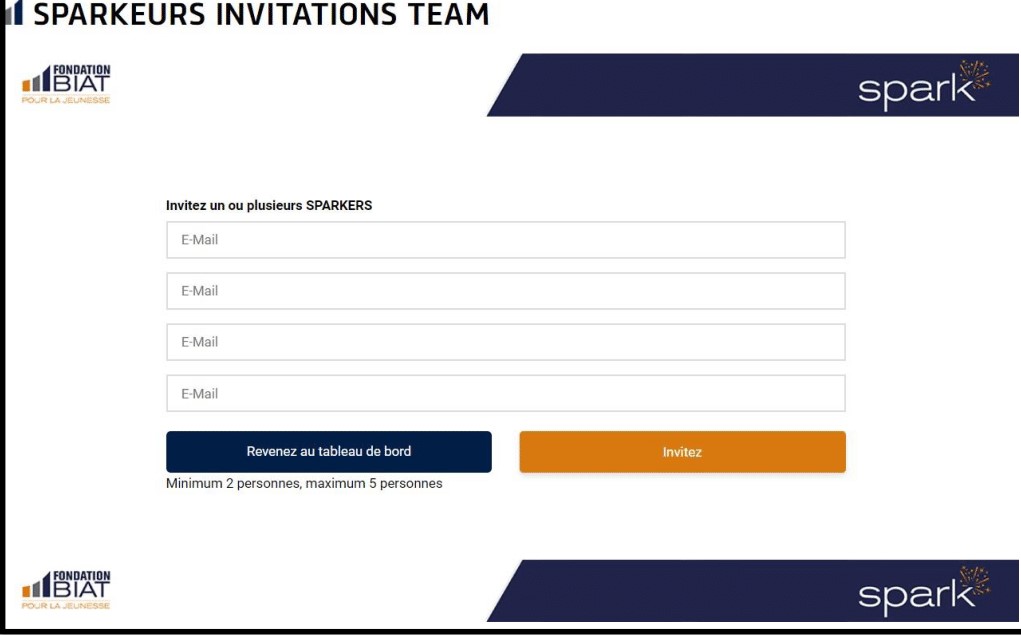 SPARKEURS INVITATIONS TEAM
FONDATION
BIAT
POUR LA JEUNESSE
spark
Invitez un ou plusieurs SPARKERS
E-Mail
E-Mail
E-Mail
E-Mail
Revenez au tableau de bord
Invitez
Minimum 2 personnes, maximum 5 personnes
FONDATION
BIAT
POUR LA JEUNESSE
spark